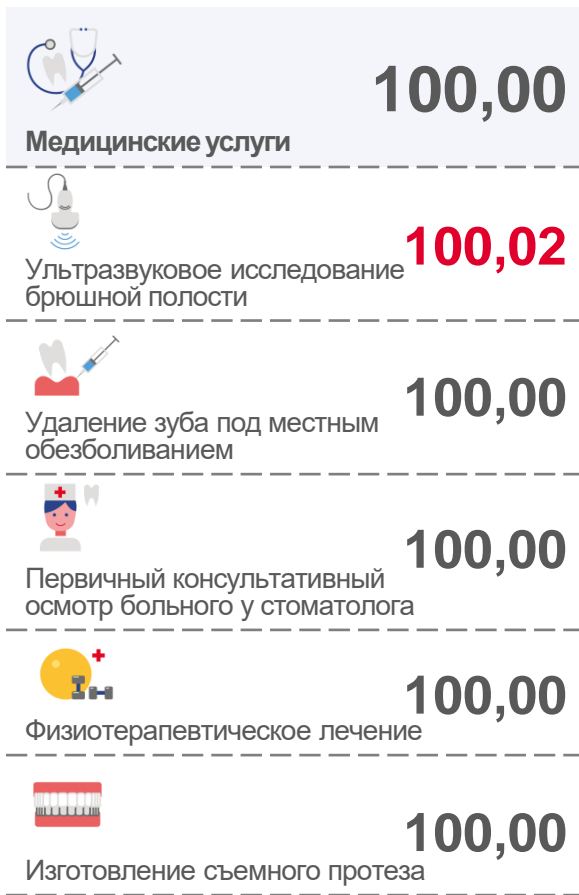 100,00
Медицинские услуги
100,02
Ультразвуковое исследование
брюшной полости
100,00
Удаление зуба под местным
обезболиванием
100,00
Первичный консультативный
осмотр больного у стоматолога
100,00
Физиотерапевтическое лечение
100,00
Изготовление съемного протеза